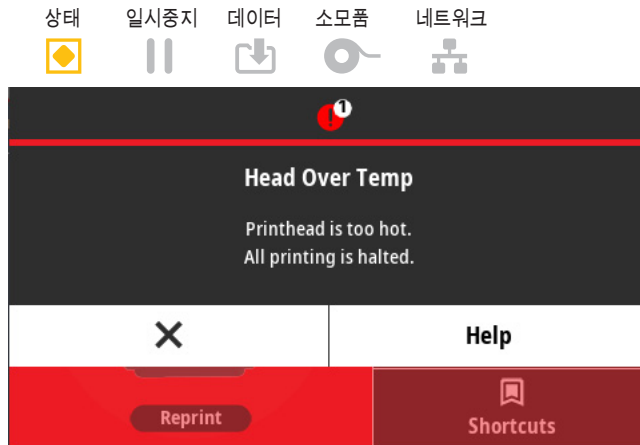 상태 일시중지 데이터 소모품 네트워크
1
Head Over Temp
Printhead is too hot.
All printing is halted.
Help
Reprint
Shortcuts